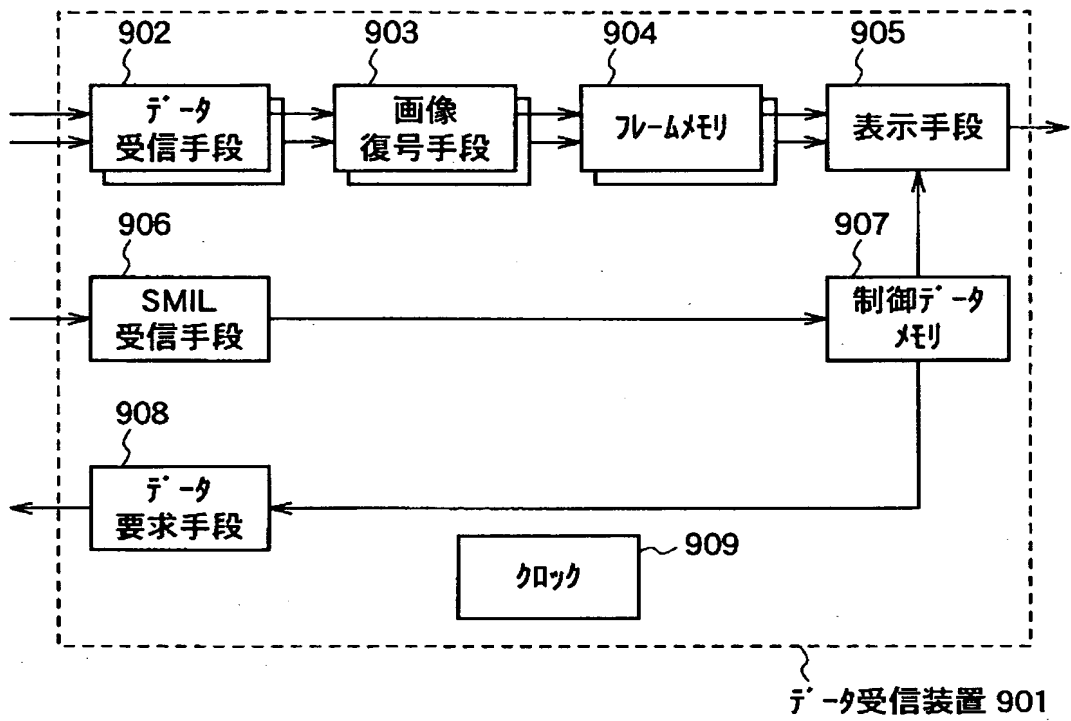 902
903
904
905
ﾃﾞｰﾀ
受信手段
画像
復号手段
ﾌﾚｰﾑﾒﾓﾘ
表示手段
906
907
SMIL
受信手段
制御ﾃﾞｰﾀ
ﾒﾓﾘ
908
ﾃﾞｰﾀ
要求手段
909
ｸﾛｯｸ
ﾃﾞｰﾀ受信装置 901